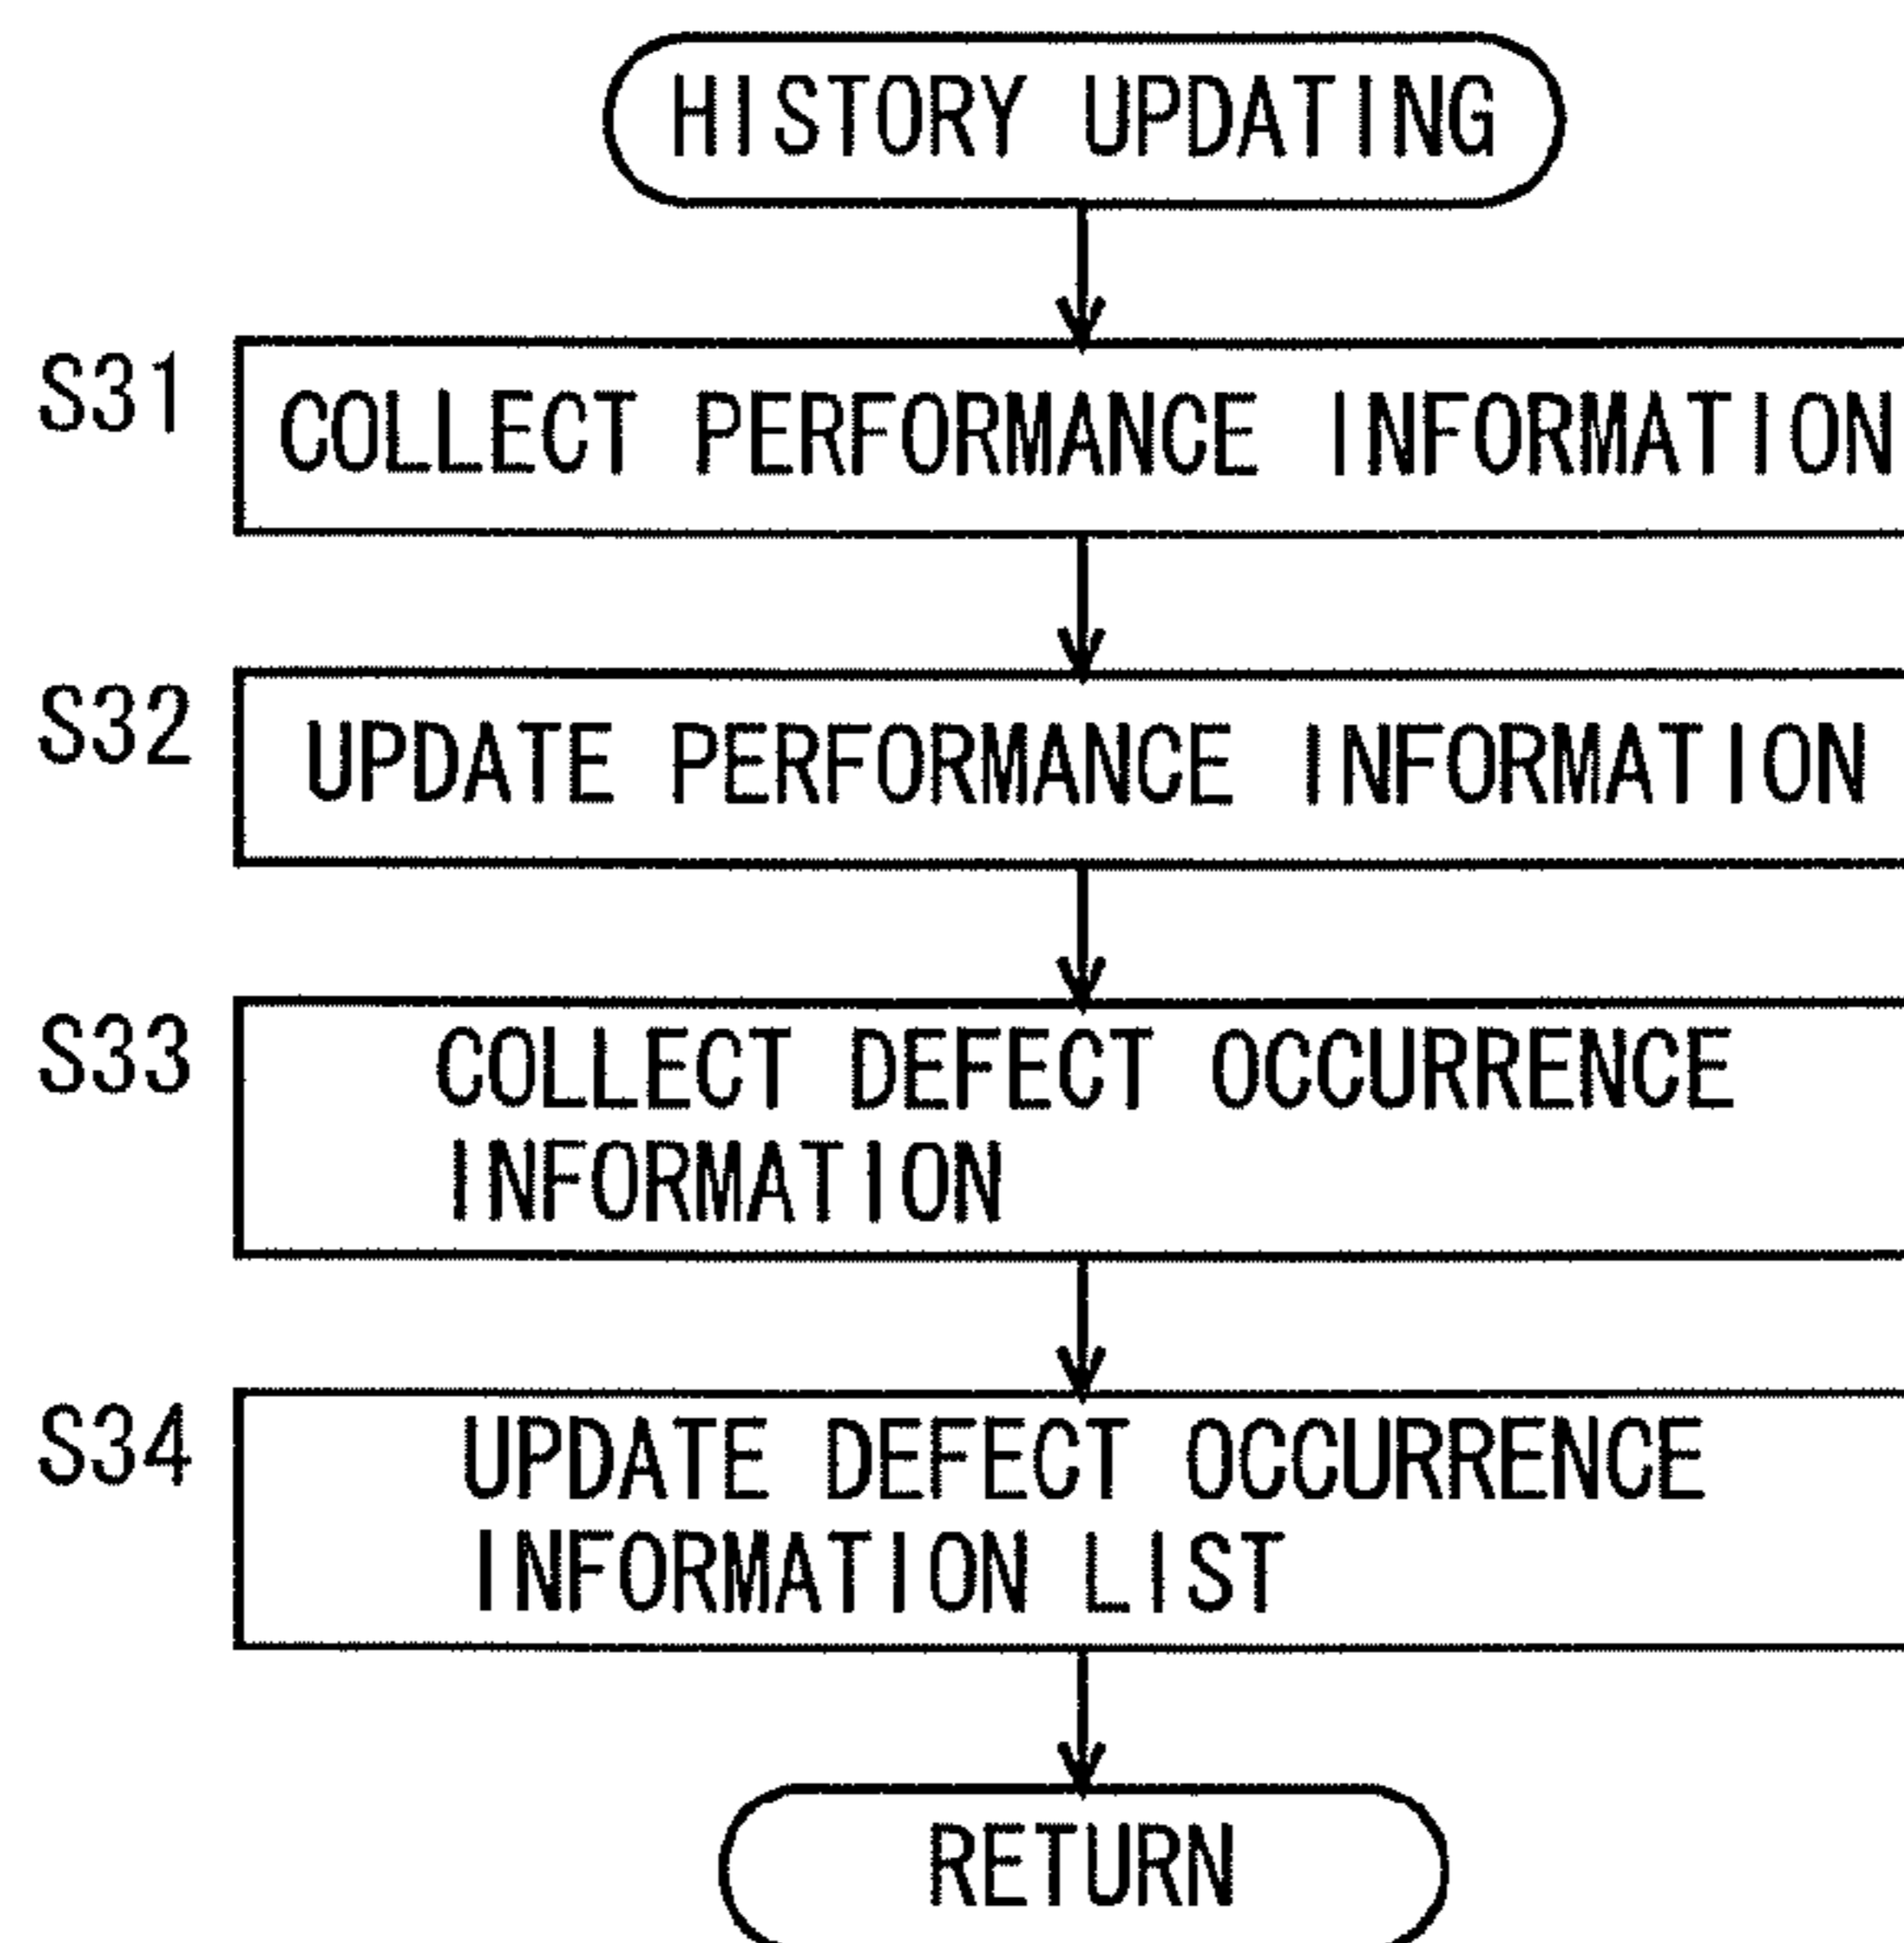 HISTORY UPDATING
S31
COLLECT PERFORMANCE INFORMATION
S32
UPDATE PERFORMANCE INFORMATION
S33
COLLECT DEFECT OCCURRENCE
INFORMATION
S34
UPDATE DEFECT OCCURRENCE
INFORMATION LIST
RETURN